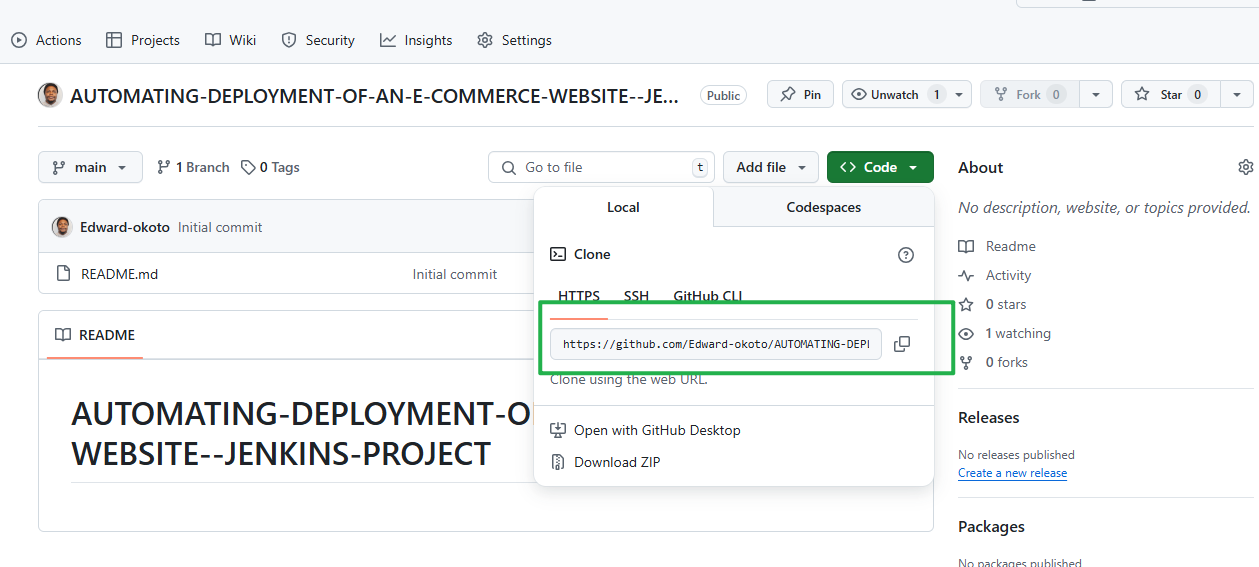 Actions Projects Wiki Security Insights Settings
AUTOMATING-DEPLOYMENT-OF-AN-E-COMMERCE-WEBSITE--JE... Public Pin Unwatch 1 Fork 0 Star 0
main 1 Branch 0 Tags Go to file t Add file Code
About
No description, website, or topics provided.
Readme
Activity
0 stars
1 watching
0 forks
Releases
No releases published
Create a new release
Packages
No packages published
Edward-okoto Initial commit
README.md Initial commit
README
AUTOMATING-DEPLOYMENT-O
WEBSITE--JENKINS-PROJECT
Local Codespaces
Clone
HTTPS SSH GitHub CLI
https://github.com/Edward-okoto/AUTOMATING-DEPL
Clone using the web URL.
Open with GitHub Desktop
Download ZIP